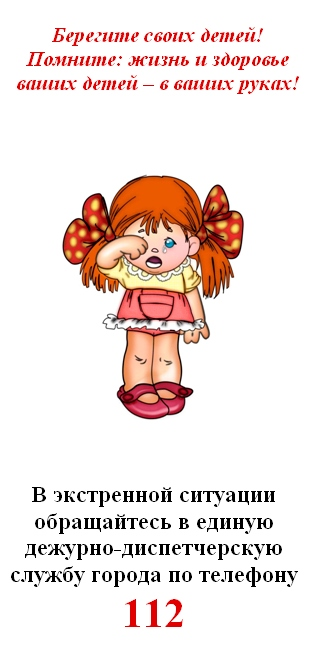 Берегите своих детей!
Помните: жизнь и здоровье
ваших детей – в ваших руках!
В экстренной ситуации
обращайтесь в единую
дежурно-диспетчерскую
службу города по телефону
112